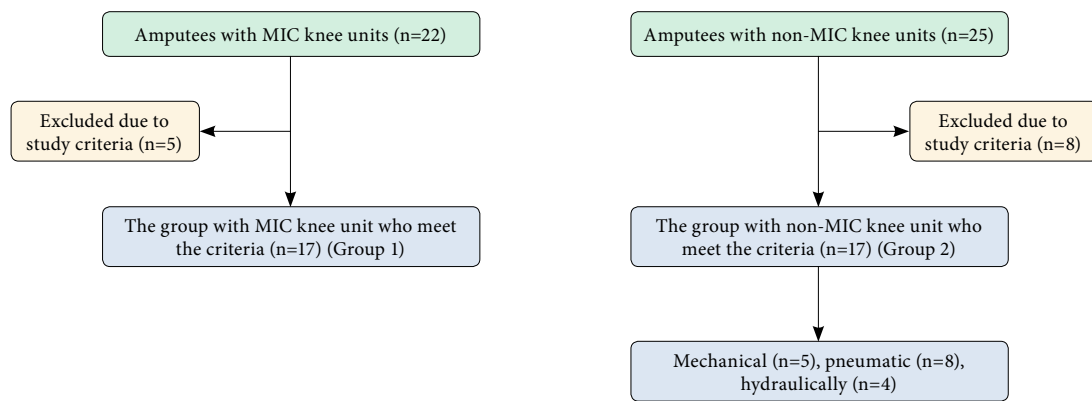 Amputees with MIC knee units (n=22)
Excluded due to
study criteria (n=5)
The group with MIC knee unit who meet
the criteria (n=17) (Group 1)
Amputees with non-MIC knee units (n=25)
Excluded due to
study criteria (n=8)
The group with non-MIC knee unit who
meet the criteria (n=17) (Group 2)
Mechanical (n=5), pneumatic (n=8),
hydraulically (n=4)